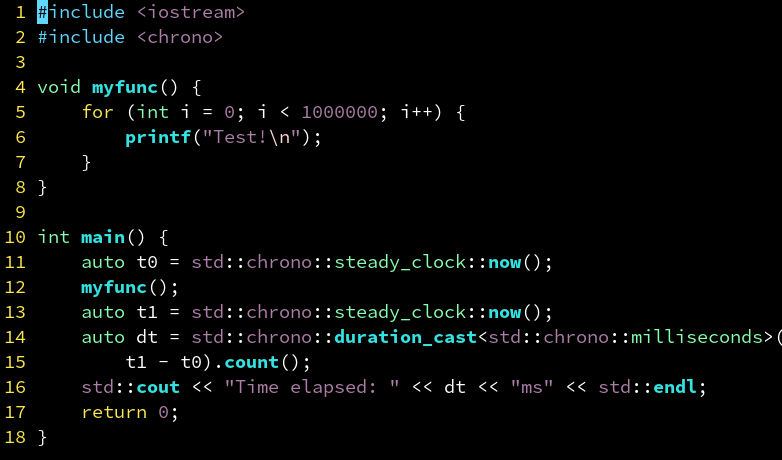 1 #include <iostream>
2 #include <chrono>
3
4 void myfunc() {
5     for (int i = 0; i < 1000000; i++) {
6         printf("Test!\n");
7     }
8 }
9
10 int main() {
11     auto t0 = std::chrono::steady_clock::now();
12     myfunc();
13     auto t1 = std::chrono::steady_clock::now();
14     auto dt = std::chrono::duration_cast<std::chrono::milliseconds>(
15         t1 - t0).count();
16     std::cout << "Time elapsed: " << dt << "ms" << std::endl;
17     return 0;
18 }